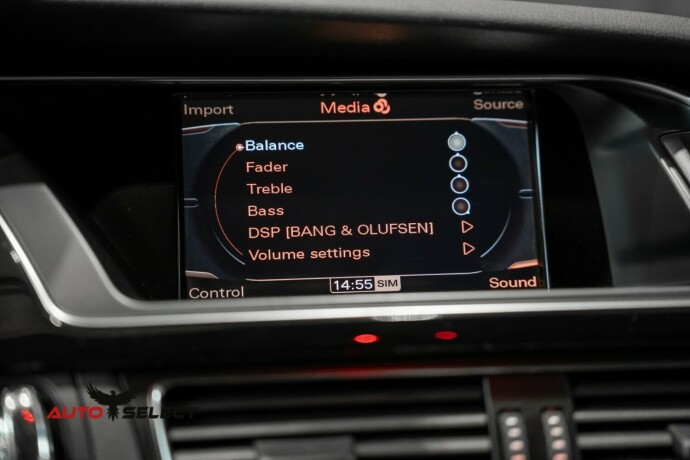 Import Media Source
Balance
Fader
Treble
Bass
DSP [BANG & OLUFSEN]
Volume settings
Control 14:55 SIM Sound
AUTO SELECT